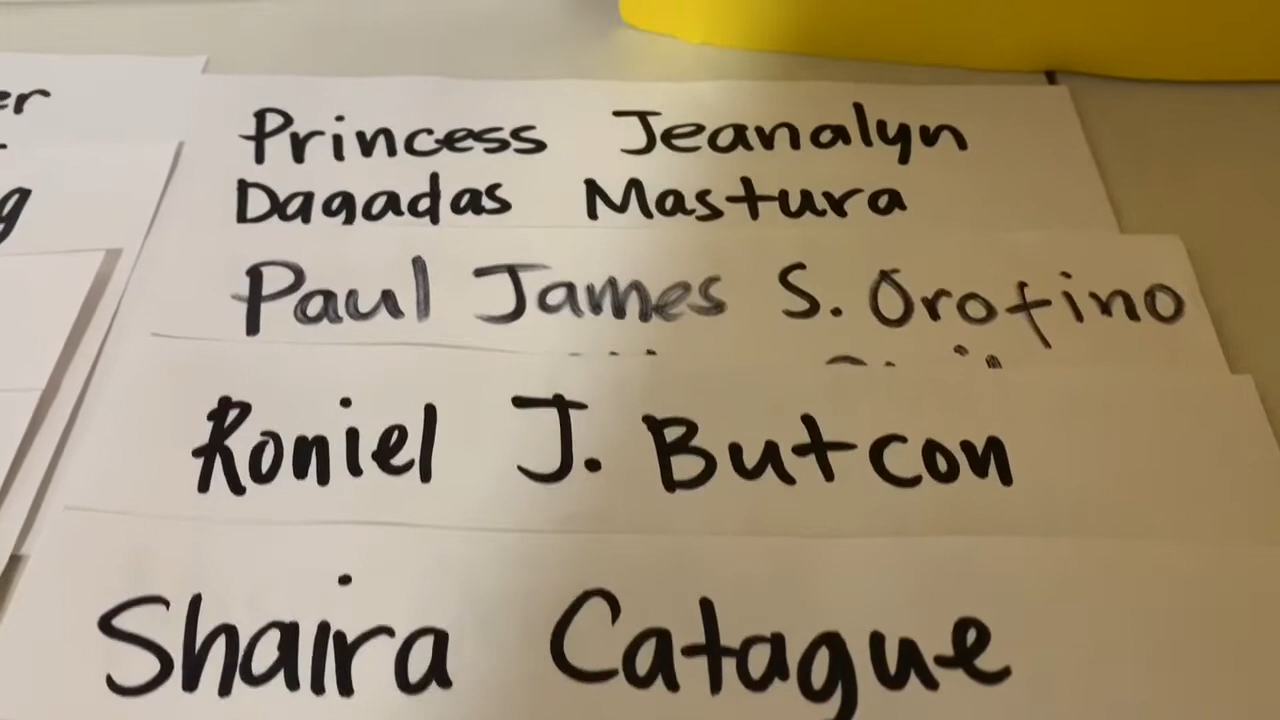 Princess Jeanalyn
Dagadas Mastura
Paul James S. Orofino
Roniel J. Butcon
Shaira Catague